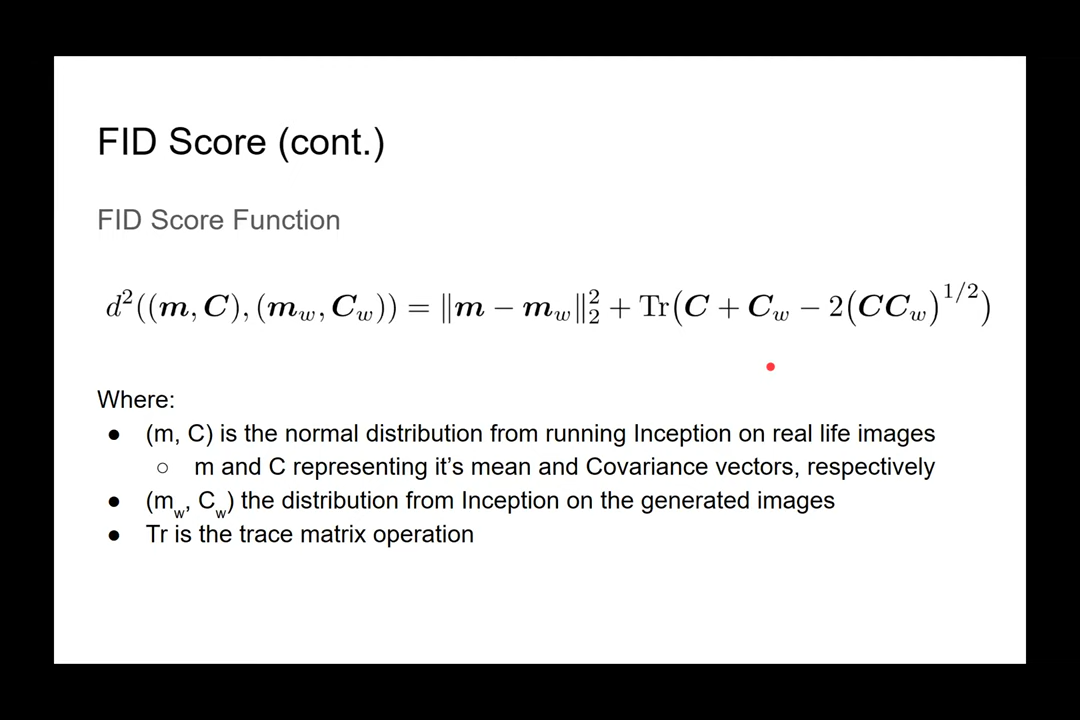 FID Score (cont.)
FID Score Function
d²((m, C), (m_w, C_w)) = ‖m − m_w‖₂² + Tr(C + C_w − 2(CC_w)^{1/2})
Where:
● (m, C) is the normal distribution from running Inception on real life images
○ m and C representing it's mean and Covariance vectors, respectively
● (m_w, C_w) the distribution from Inception on the generated images
● Tr is the trace matrix operation